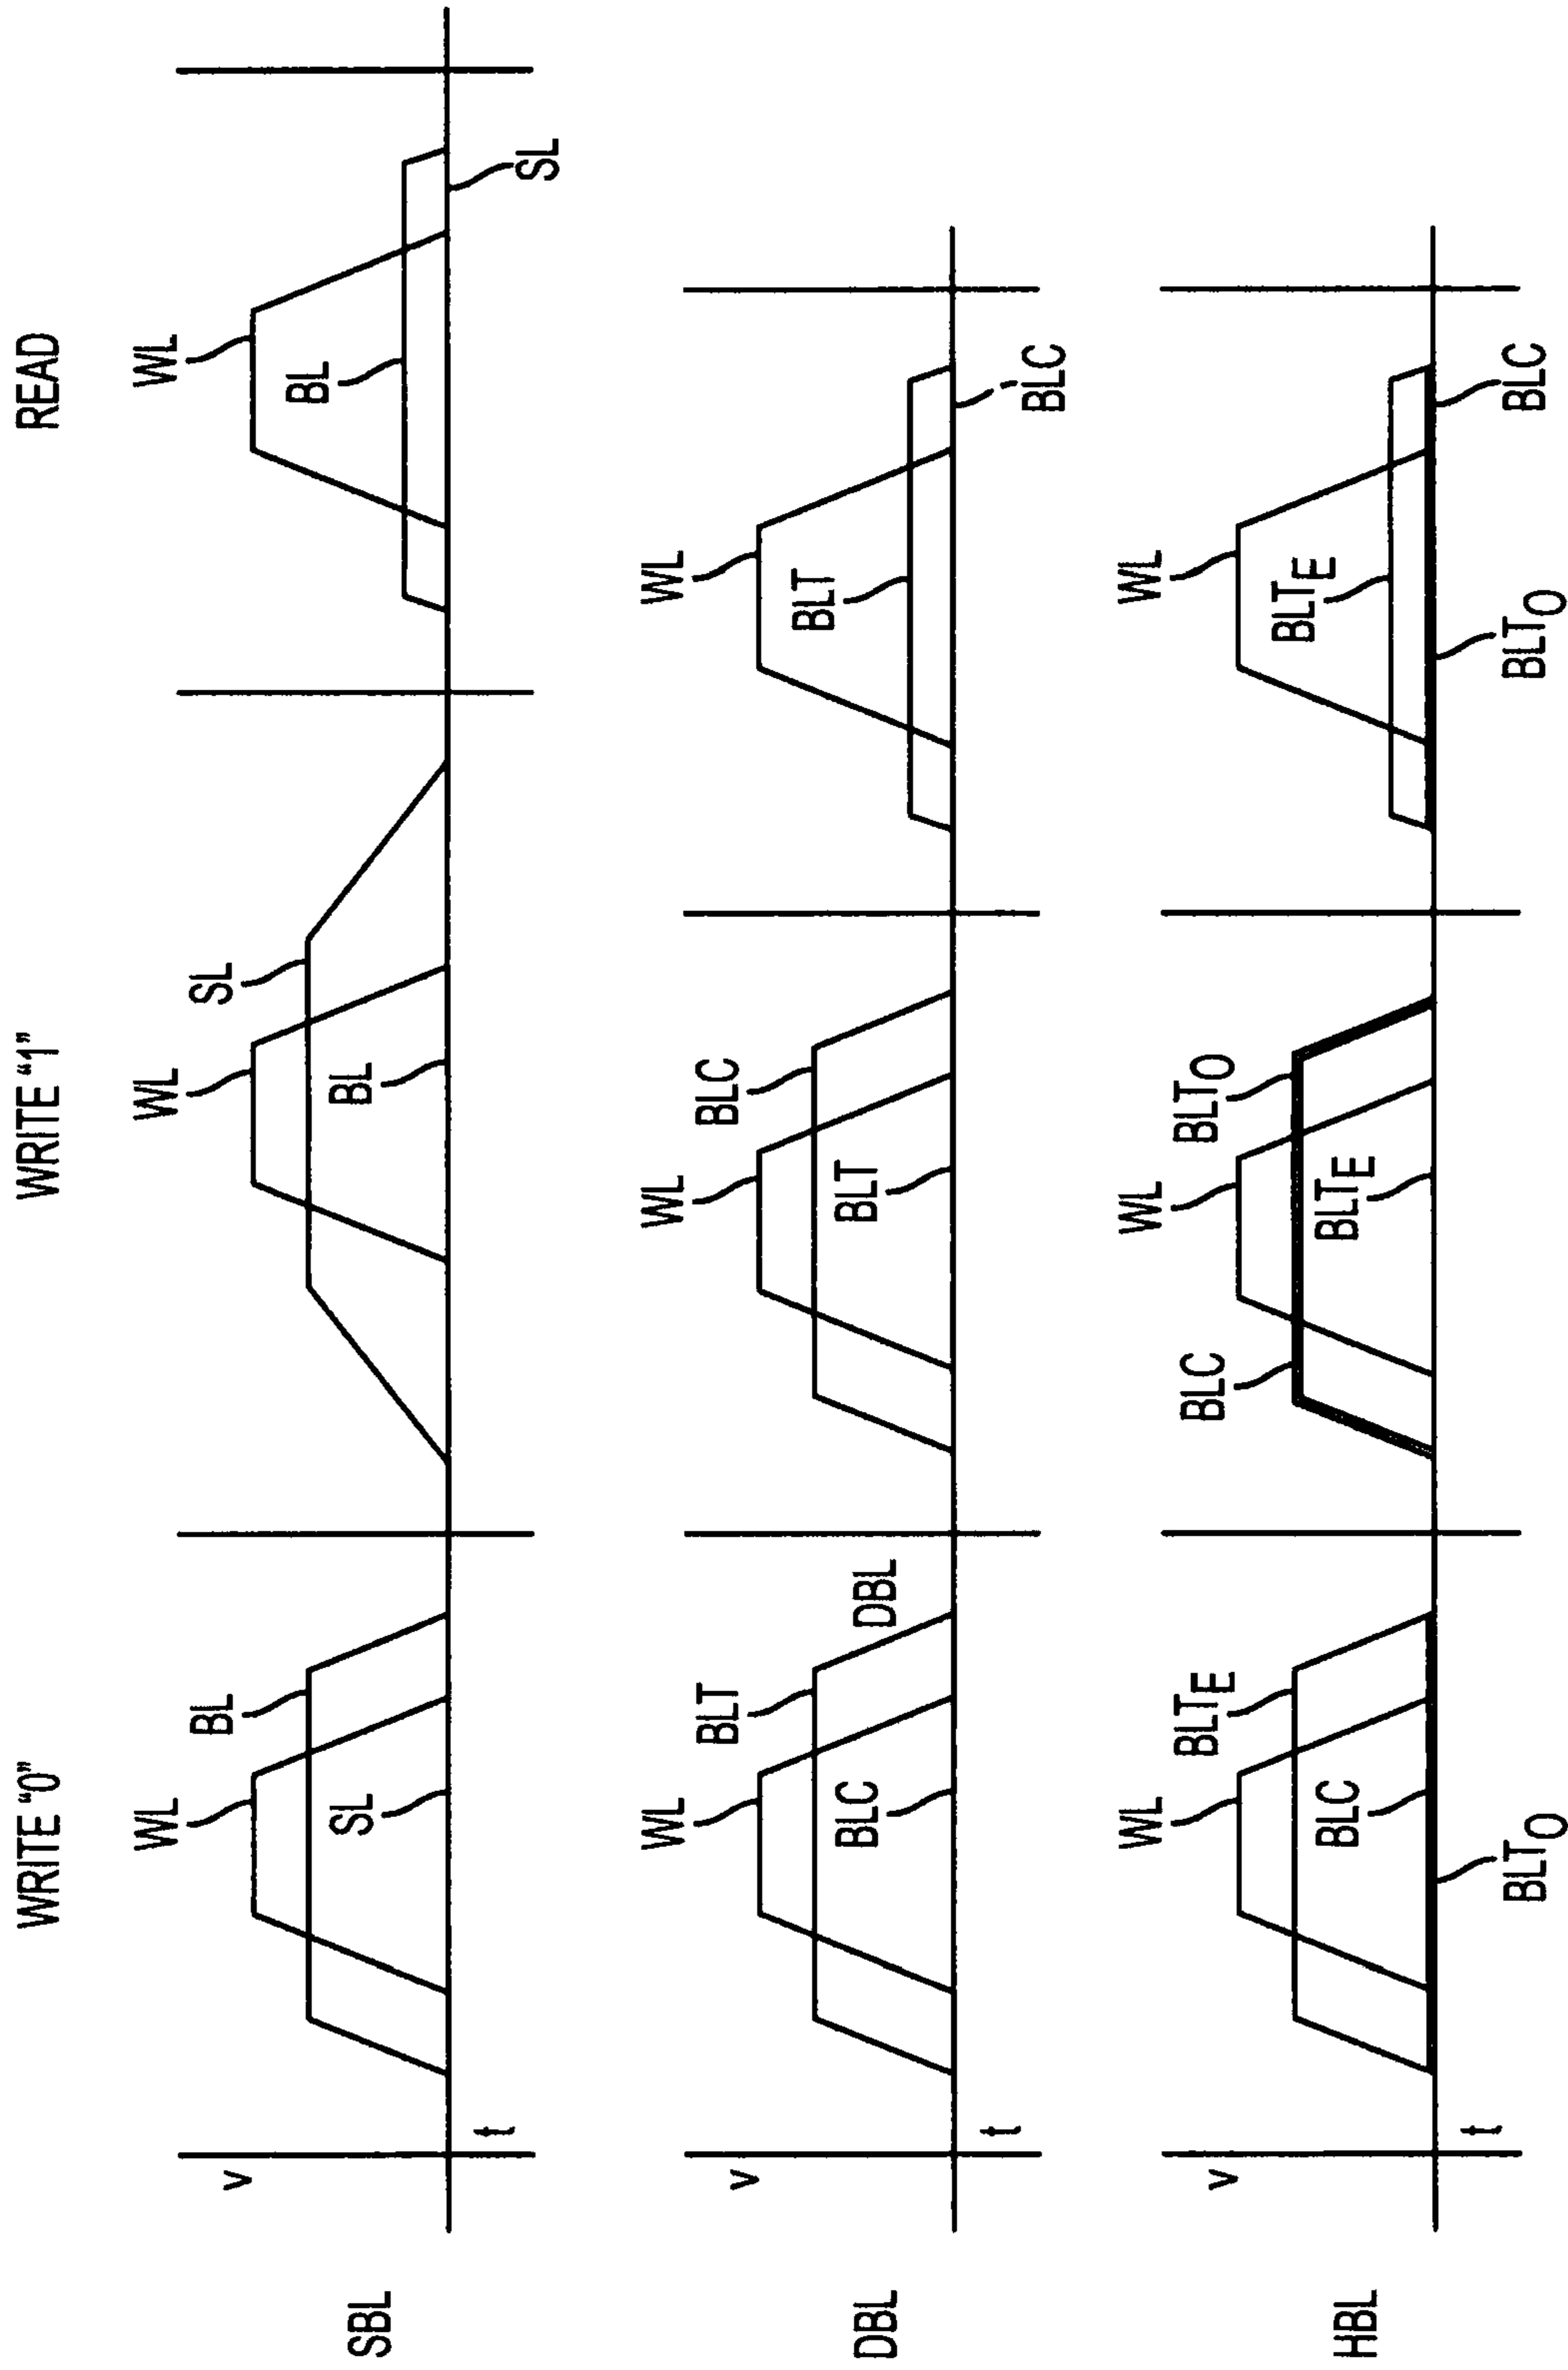 WRITE “0” WRITE “1” READ
SBL
v
t
WL
BL
SL
WL
SL
BL
WL
BL
SL
DBL
v
t
WL
BLT
BLC
DBL
WL
BLC
BLT
WL
BLT
BLC
HBL
v
t
WL
BLTE
BLC
BLTO
BLC
WL
BLTO
BLTE
WL
BLTE
BLTO
BLC